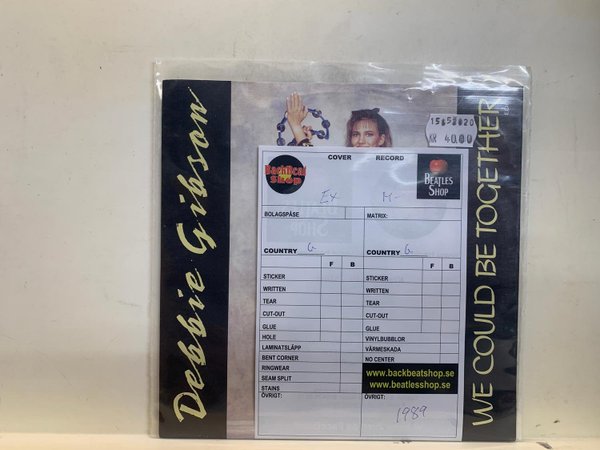 Debbie Gibson
WE COULD BE TOGETHER
KR 40.00
COVER RECORD
BackBeat Shop
BEATLES SHOP
EX M-
BOLAGSPÅSE MATRIX:
COUNTRY G COUNTRY G
F B F B
STICKER STICKER
WRITTEN WRITTEN
TEAR TEAR
CUT-OUT CUT-OUT
GLUE GLUE
HOLE VINYLBUBBLOR
LAMINATSLÄPP VÄRMESKADA
BENT CORNER NO CENTER
RINGWEAR
SEAM SPLIT
STAINS
www.backbeatshop.se
www.beatlesshop.se
ÖVRIGT: ÖVRIGT:
1989